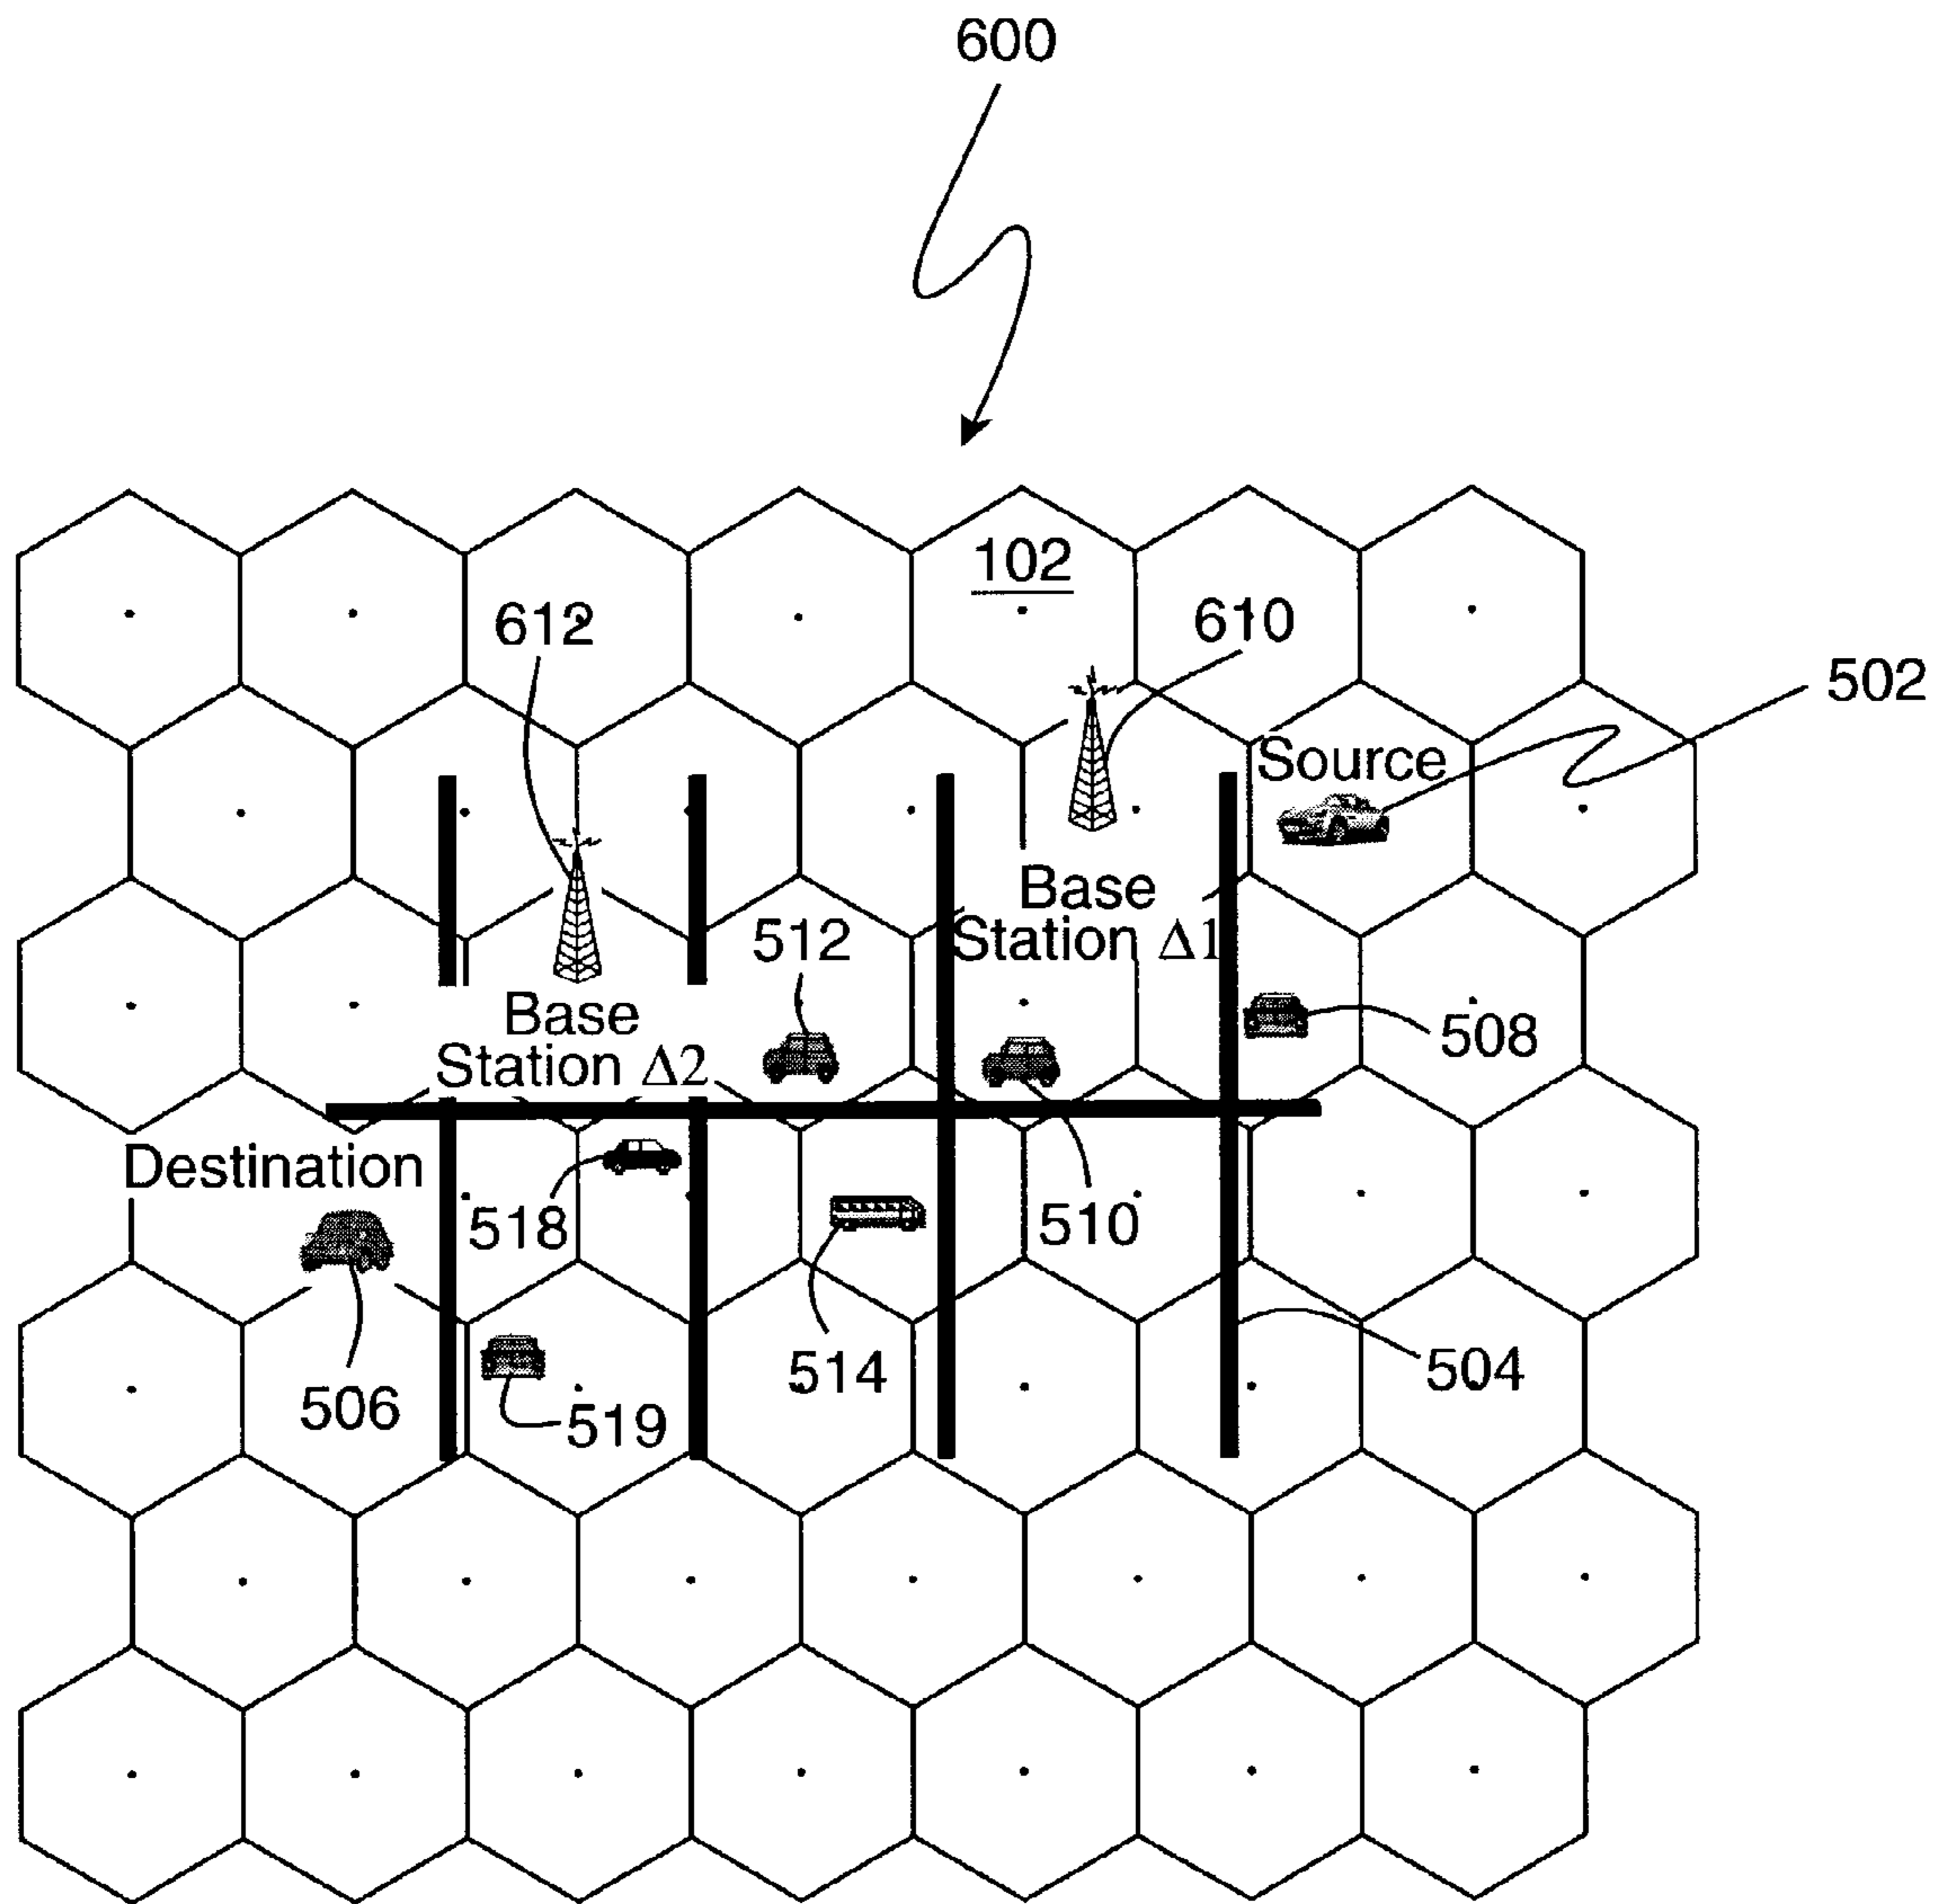 600
102
612
610
502
Source
Base
Station Δ1
512
Base
Station Δ2
508
Destination
518
510
514
504
506
519